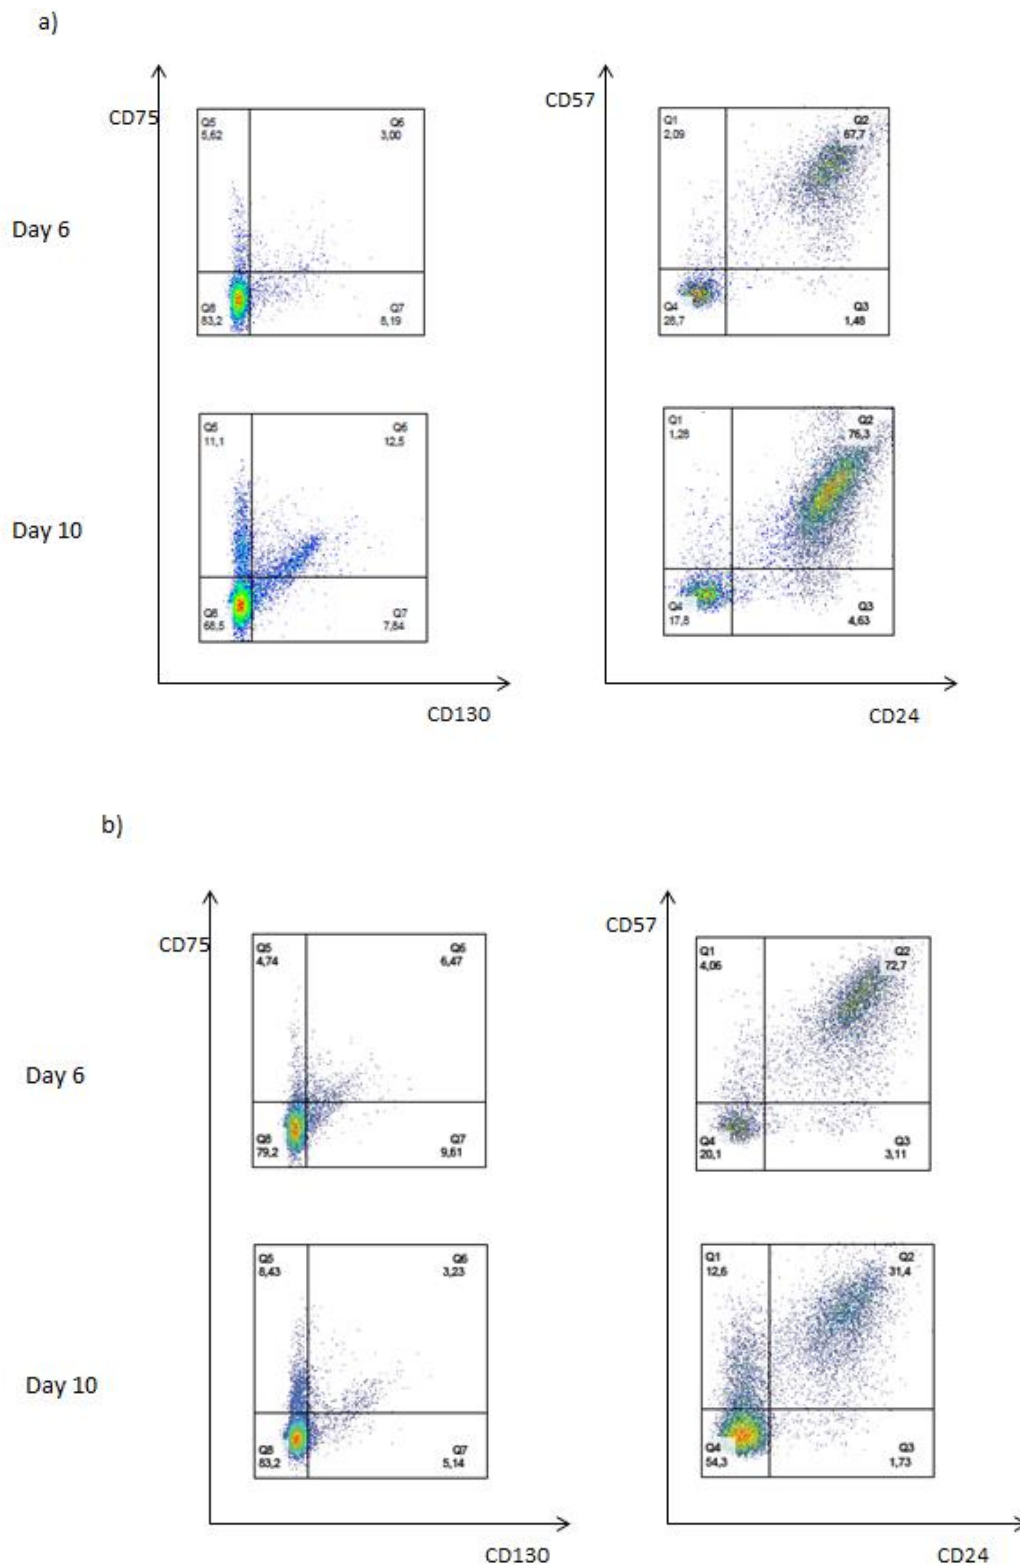 a)
CD75
CD57
Day 6
Q5
5,62
Q6
3,00
Q8
83,2
Q7
8,19
Q1
2,09
Q2
67,7
Q4
28,7
Q3
1,48
Day 10
Q5
11,1
Q6
12,5
Q8
68,5
Q7
7,84
Q1
1,28
Q2
76,3
Q4
17,8
Q3
4,63
CD130
CD24
b)
CD75
CD57
Day 6
Q5
4,74
Q6
6,47
Q8
79,2
Q7
9,61
Q1
4,06
Q2
72,7
Q4
20,1
Q3
3,11
Day 10
Q5
8,43
Q6
3,23
Q8
83,2
Q7
5,14
Q1
12,6
Q2
31,4
Q4
54,3
Q3
1,73
CD130
CD24